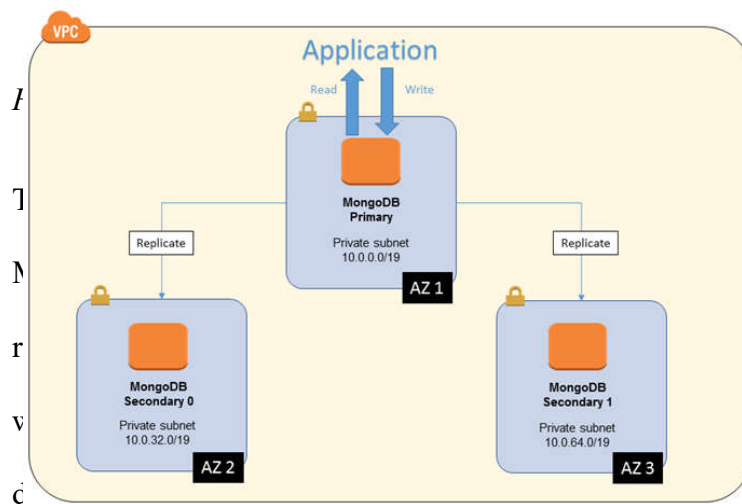 VPC
Application
Read
Write
MongoDB
Primary
Private subnet
10.0.0.0/19
AZ 1
Replicate
Replicate
MongoDB
Secondary 0
Private subnet
10.0.32.0/19
AZ 2
MongoDB
Secondary 1
Private subnet
10.0.64.0/19
AZ 3